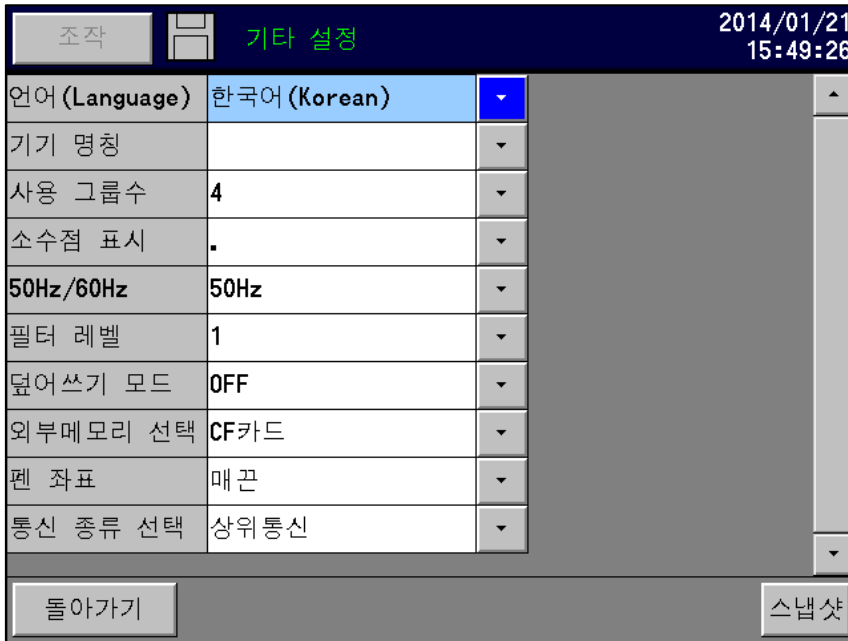 조작 기타 설정 2014/01/21
15:49:26
언어(Language) 한국어(Korean)
기기 명칭
사용 그룹수 4
소수점 표시 .
50Hz/60Hz 50Hz
필터 레벨 1
덮어쓰기 모드 OFF
외부메모리 선택 CF카드
펜 좌표 매끈
통신 종류 선택 상위통신
돌아가기 스냅샷